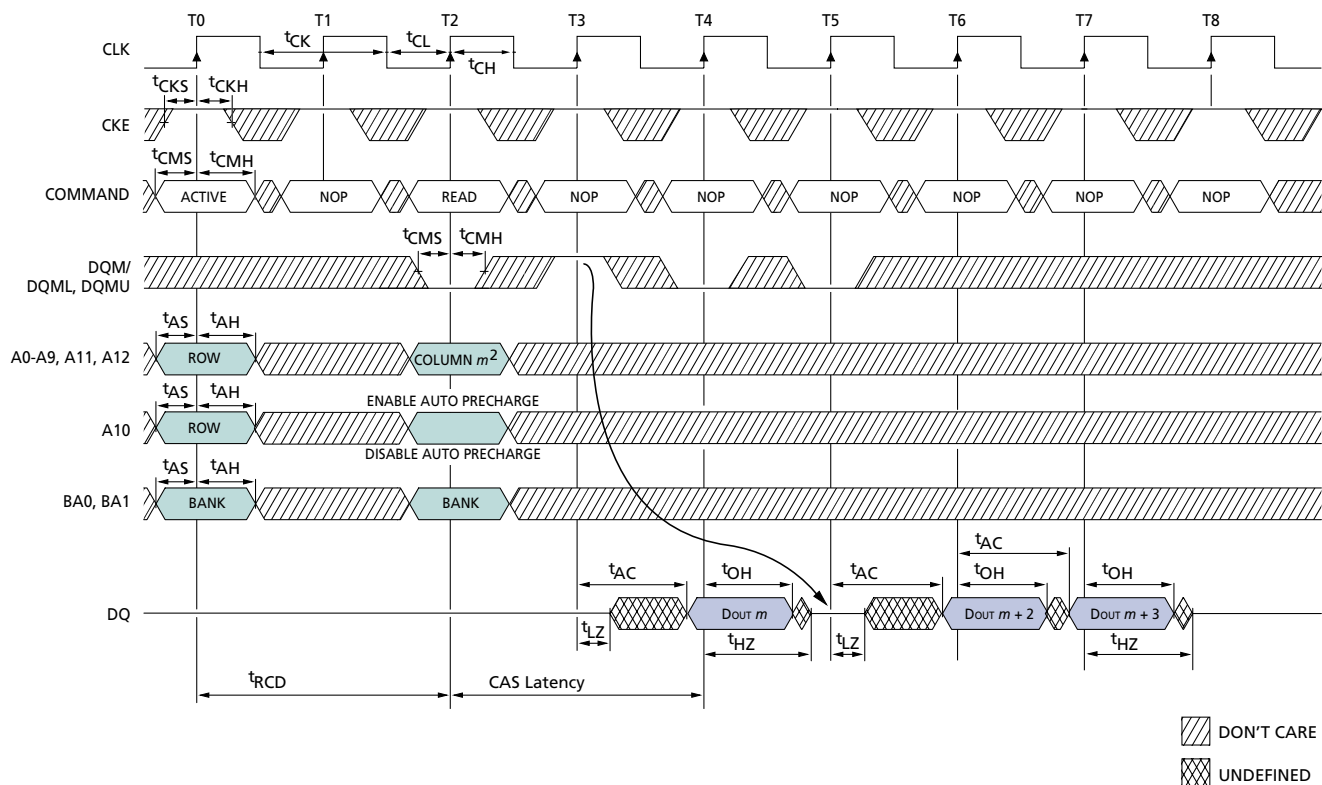 T0 T1 T2 T3 T4 T5 T6 T7 T8
CLK
tCK tCL
tCH
tCKS tCKH
CKE
tCMS tCMH
COMMAND ACTIVE NOP READ NOP NOP NOP NOP NOP NOP
tCMS tCMH
DQM/
DQML, DQMU
tAS tAH
A0-A9, A11, A12 ROW COLUMN m2
tAS tAH ENABLE AUTO PRECHARGE
A10 ROW
DISABLE AUTO PRECHARGE
tAS tAH
BA0, BA1 BANK BANK
tAC
tAC tOH tAC tOH tOH
DQ DOUT m DOUT m + 2 DOUT m + 3
tLZ tHZ tLZ tHZ
tRCD CAS Latency
DON'T CARE
UNDEFINED